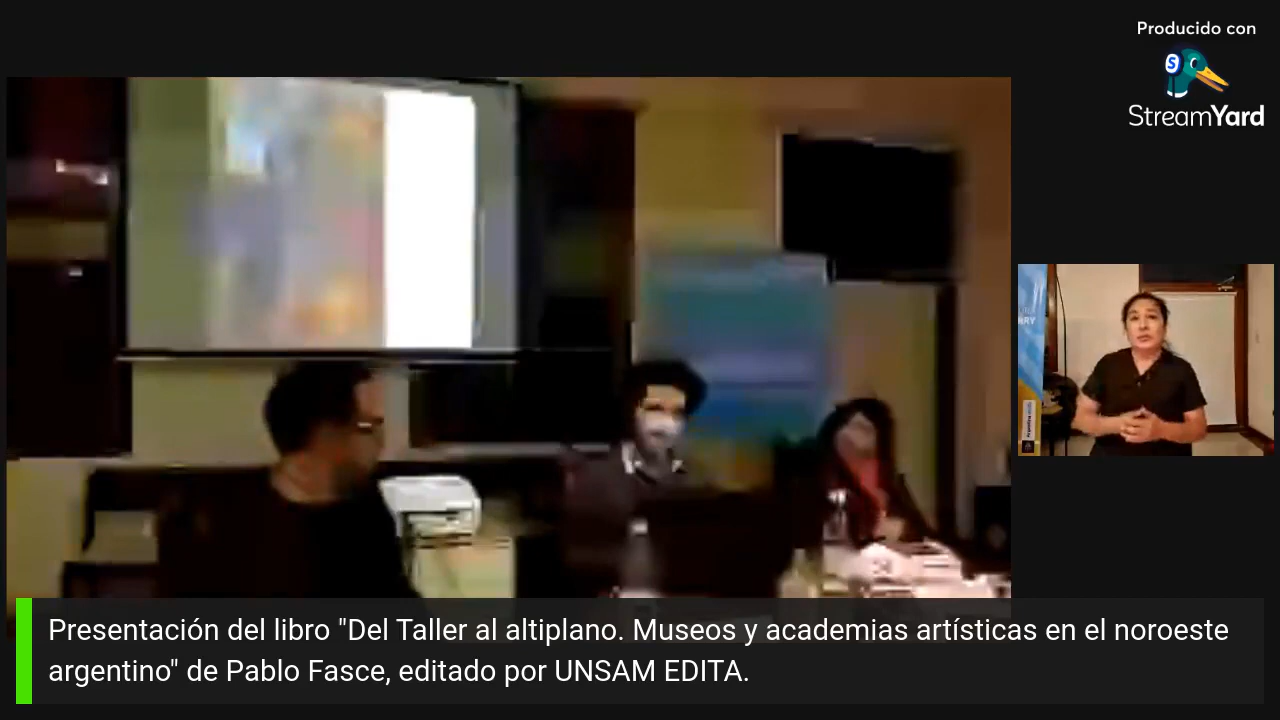 Producido con
StreamYard
Presentación del libro "Del Taller al altiplano. Museos y academias artísticas en el noroeste
argentino" de Pablo Fasce, editado por UNSAM EDITA.